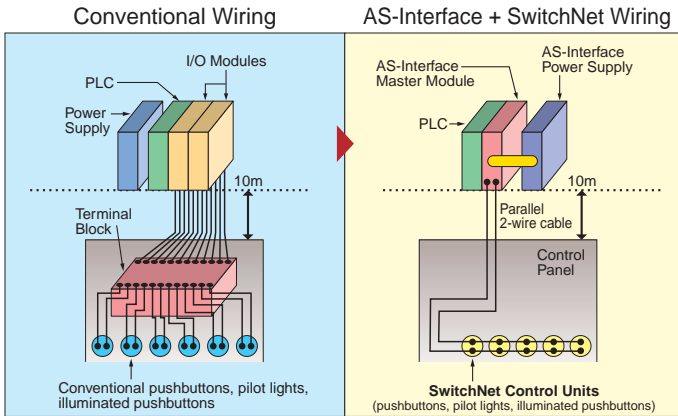 Conventional Wiring
I/O Modules
PLC
Power
Supply
10m
Terminal
Block
Conventional pushbuttons, pilot lights,
illuminated pushbuttons
AS-Interface + SwitchNet Wiring
AS-Interface
Power Supply
AS-Interface
Master Module
PLC
10m
Parallel
2-wire cable
Control
Panel
SwitchNet Control Units
(pushbuttons, pilot lights, illuminated pushbuttons)